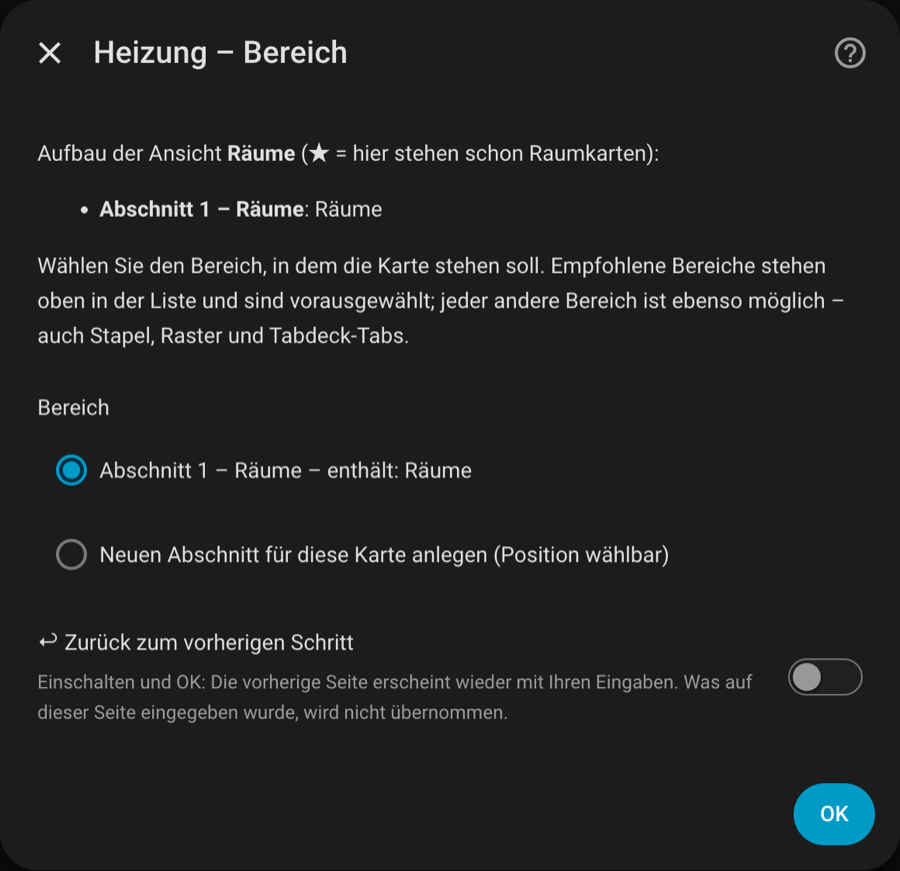 Heizung – Bereich
Aufbau der Ansicht Räume (★ = hier stehen schon Raumkarten):
• Abschnitt 1 – Räume: Räume
Wählen Sie den Bereich, in dem die Karte stehen soll. Empfohlene Bereiche stehen
oben in der Liste und sind vorausgewählt; jeder andere Bereich ist ebenso möglich –
auch Stapel, Raster und Tabdeck-Tabs.
Bereich
Abschnitt 1 – Räume – enthält: Räume
Neuen Abschnitt für diese Karte anlegen (Position wählbar)
↩ Zurück zum vorherigen Schritt
Einschalten und OK: Die vorherige Seite erscheint wieder mit Ihren Eingaben. Was auf
dieser Seite eingegeben wurde, wird nicht übernommen.
OK